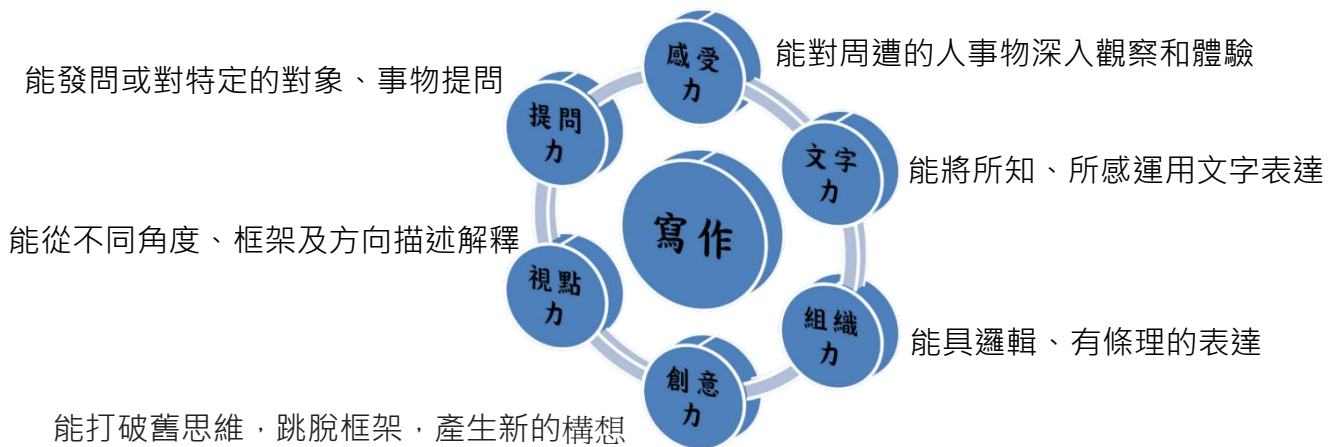 感受
力
能對周遭的人事物深入觀察和體驗
能發問或對特定的對象、事物提問
提問
力
文字
力
能將所知、所感運用文字表達
寫作
能從不同角度、框架及方向描述解釋
視點
力
組織
力
能具邏輯、有條理的表達
創意
力
能打破舊思維，跳脫框架，產生新的構想